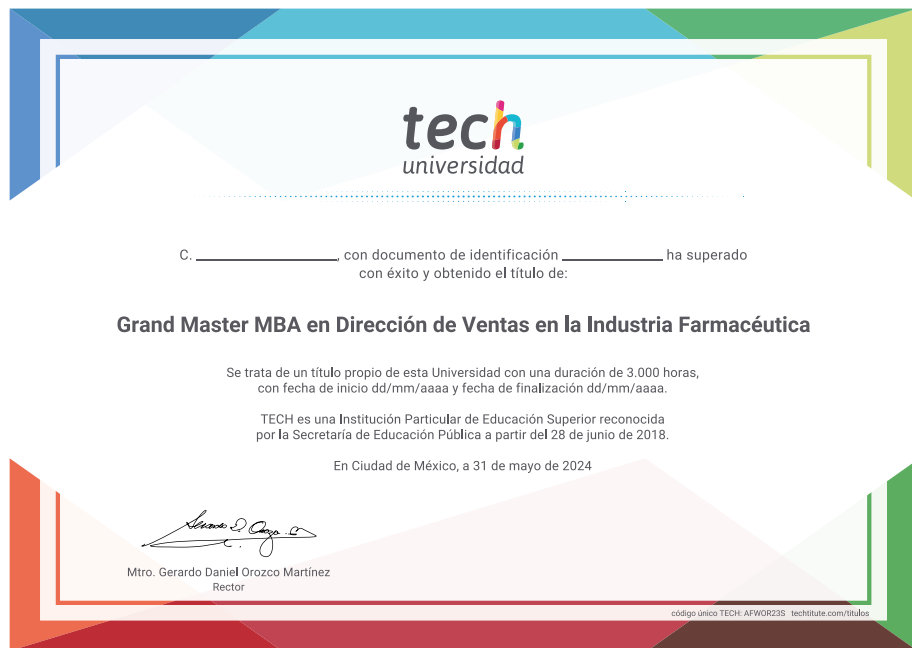 tech
universidad
C. _________________, con documento de identificación ____________ ha superado
con éxito y obtenido el título de:
Grand Master MBA en Dirección de Ventas en la Industria Farmacéutica
Se trata de un título propio de esta Universidad con una duración de 3.000 horas,
con fecha de inicio dd/mm/aaaa y fecha de finalización dd/mm/aaaa.
TECH es una Institución Particular de Educación Superior reconocida
por la Secretaría de Educación Pública a partir del 28 de junio de 2018.
En Ciudad de México, a 31 de mayo de 2024
Mtro. Gerardo Daniel Orozco Martínez
Rector
código único TECH: AFWOR23S techtitute.com/titulos